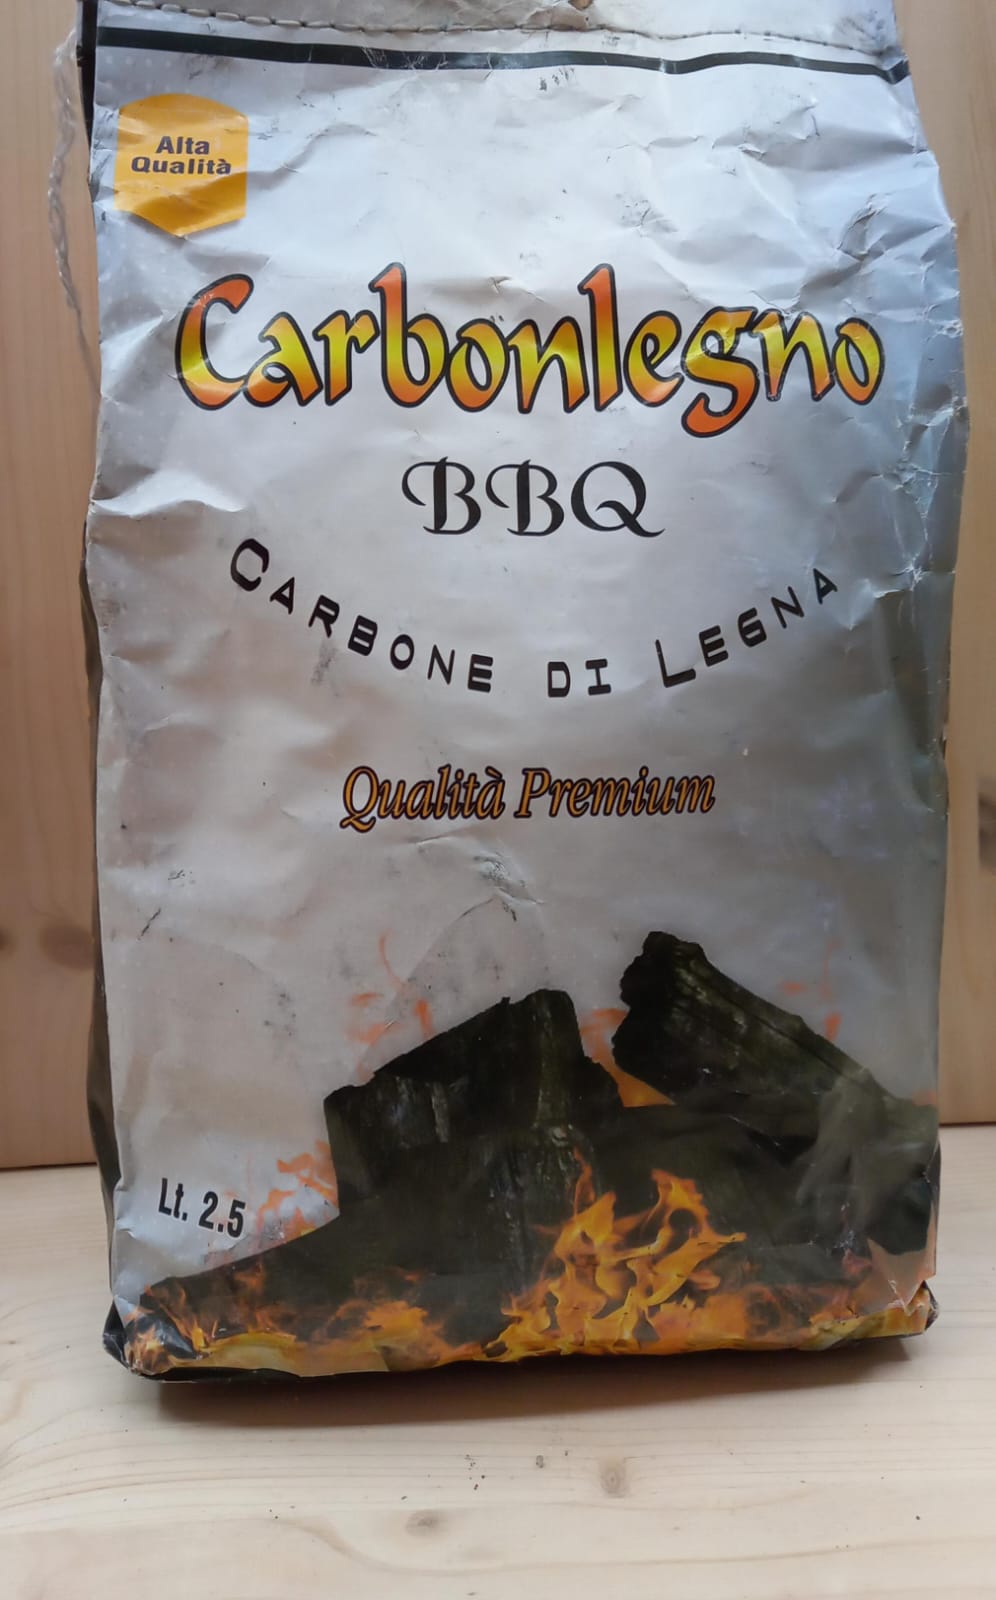 Alta
Qualità
Carbonlegno
BBQ
CARBONE DI LEGNA
Qualità Premium
Lt. 2.5